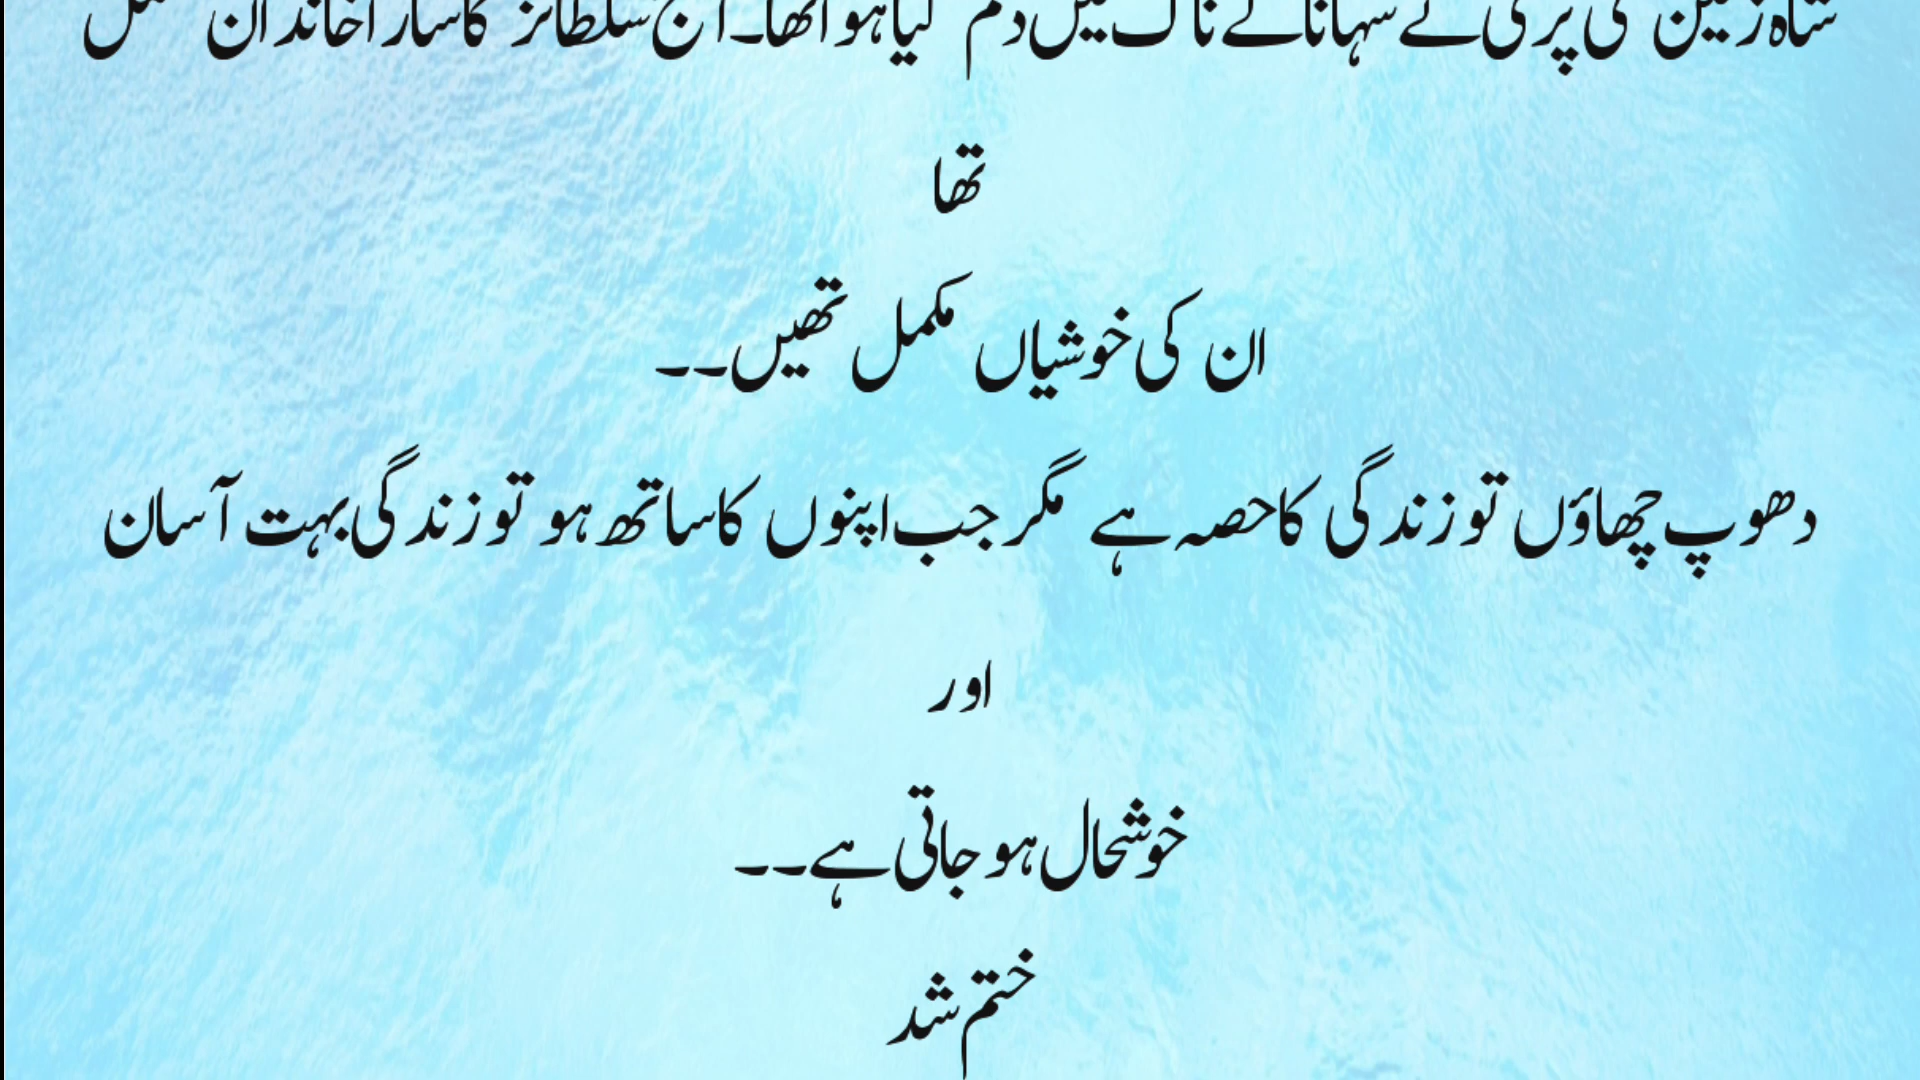 شاہ زمین کی پری نے سہانا کے ناک میں دم کیا ہوا تھا۔ آج سلطانز کا سارا خاندان مکمل
تھا
ان کی خوشیاں مکمل تھیں۔۔
دھوپ چھاؤں تو زندگی کا حصہ ہے مگر جب اپنوں کا ساتھ ہو تو زندگی بہت آسان
اور
خوشحال ہو جاتی ہے۔۔
ختم شد